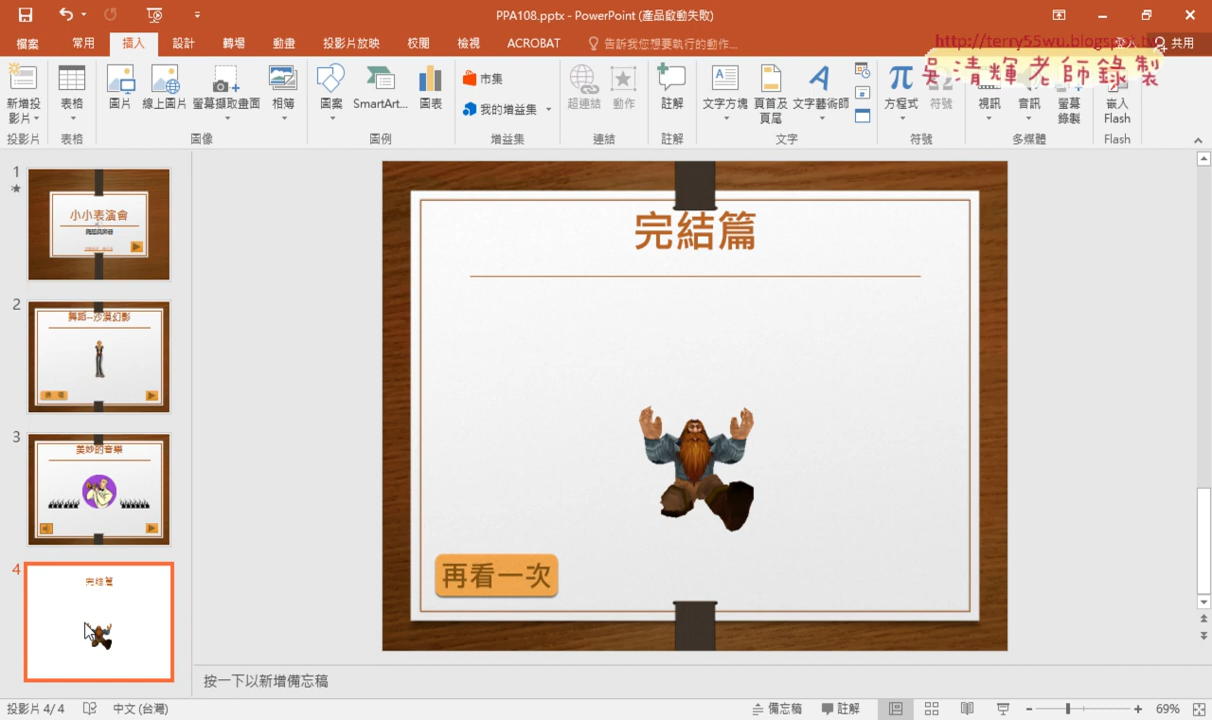 PPA108.pptx - PowerPoint (產品啟動失敗)
檔案 常用 插入 設計 轉場 動畫 投影片放映 校閱 檢視 ACROBAT 告訴我您想要執行的動作... 登入 共用
http://terry55wu.blogspot.tw
吳清輝老師錄製
新增投影片 表格 圖片 線上圖片 螢幕擷取畫面 相簿 圖案 SmartArt... 圖表 市集 我的增益集 超連結 動作 註解 文字方塊 頁首及頁尾 文字藝術師 方程式 符號 視訊 音訊 螢幕錄製 嵌入 Flash
投影片 表格 圖像 圖例 增益集 連結 註解 文字 符號 多媒體 Flash
1
小小表演會
2
舞蹈--沙漠幻影
3
美妙的音樂
4
完結篇
完結篇
再看一次
按一下以新增備忘稿
投影片 4/4 中文 (台灣) 備忘稿 註解 69%